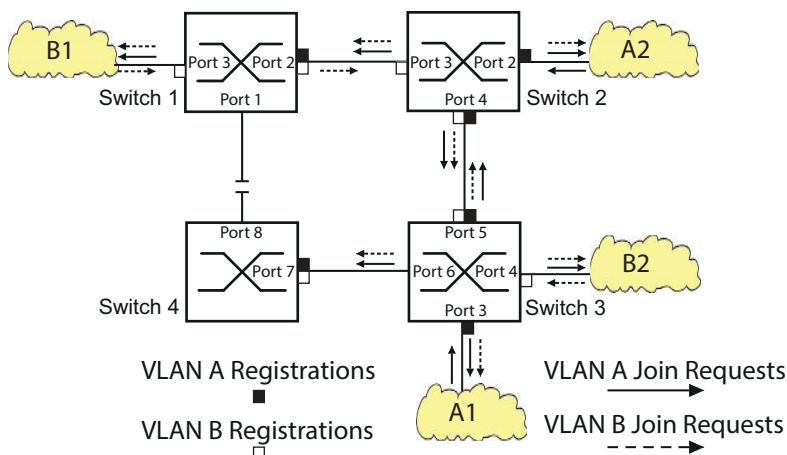 B1
Port 3
Port 2
Port 1
Switch 1
Port 3
Port 2
Port 4
Switch 2
A2
Port 8
Port 7
Switch 4
Port 5
Port 6
Port 4
Port 3
Switch 3
B2
A1
VLAN A Registrations
VLAN B Registrations
VLAN A Join Requests
VLAN B Join Requests